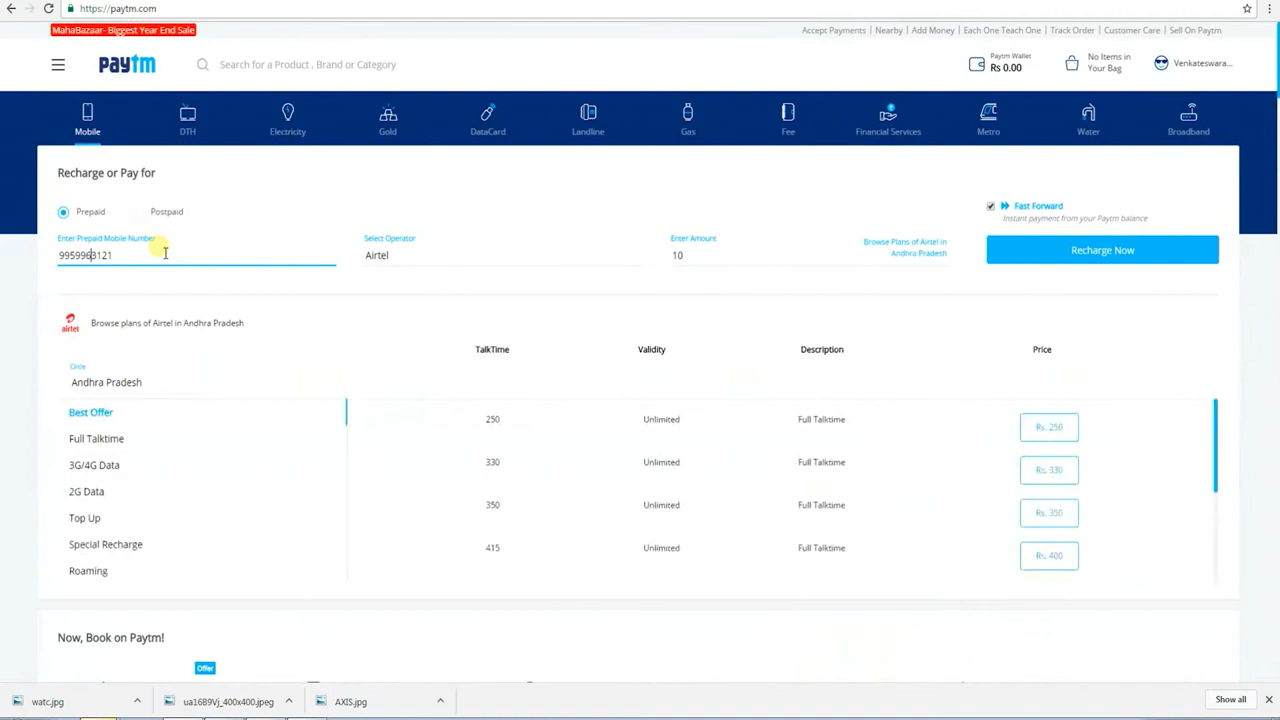 https://paytm.com
MahaBazaar- Biggest Year End Sale
Accept Payments | Nearby | Add Money | Each One Teach One | Track Order | Customer Care | Sell On Paytm
paytm
Search for a Product , Brand or Category
Paytm Wallet
Rs 0.00
No Items in
Your Bag
Venkateswara...
Mobile
DTH
Electricity
Gold
DataCard
Landline
Gas
Fee
Financial Services
Metro
Water
Broadband
Recharge or Pay for
Prepaid
Postpaid
Fast Forward
Instant payment from your Paytm balance
Enter Prepaid Mobile Number
9959963121
Select Operator
Airtel
Enter Amount
10
Browse Plans of Airtel in
Andhra Pradesh
Recharge Now
airtel
Browse plans of Airtel in Andhra Pradesh
TalkTime
Validity
Description
Price
Circle
Andhra Pradesh
Best Offer
Full Talktime
3G/4G Data
2G Data
Top Up
Special Recharge
Roaming
250 Unlimited Full Talktime Rs. 250
330 Unlimited Full Talktime Rs. 330
350 Unlimited Full Talktime Rs. 350
415 Unlimited Full Talktime Rs. 400
Now, Book on Paytm!
Offer
watc.jpg
ua16B9Vj_400x400.jpeg
AXIS.jpg
Show all